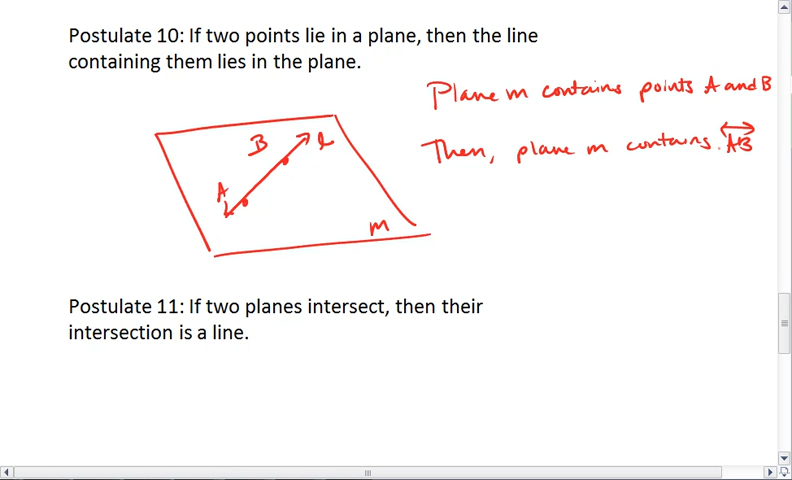 Postulate 10: If two points lie in a plane, then the line
containing them lies in the plane.
Plane m contains points A and B
Then, plane m contains AB
B
l
A
m
Postulate 11: If two planes intersect, then their
intersection is a line.